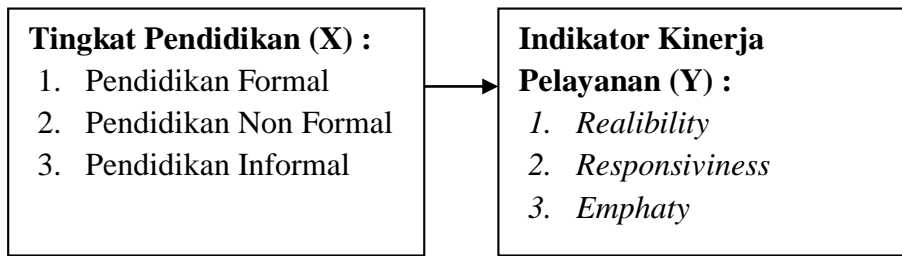 Tingkat Pendidikan (X) :
1. Pendidikan Formal
2. Pendidikan Non Formal
3. Pendidikan Informal
Indikator Kinerja
Pelayanan (Y) :
1. Realibility
2. Responsiviness
3. Emphaty